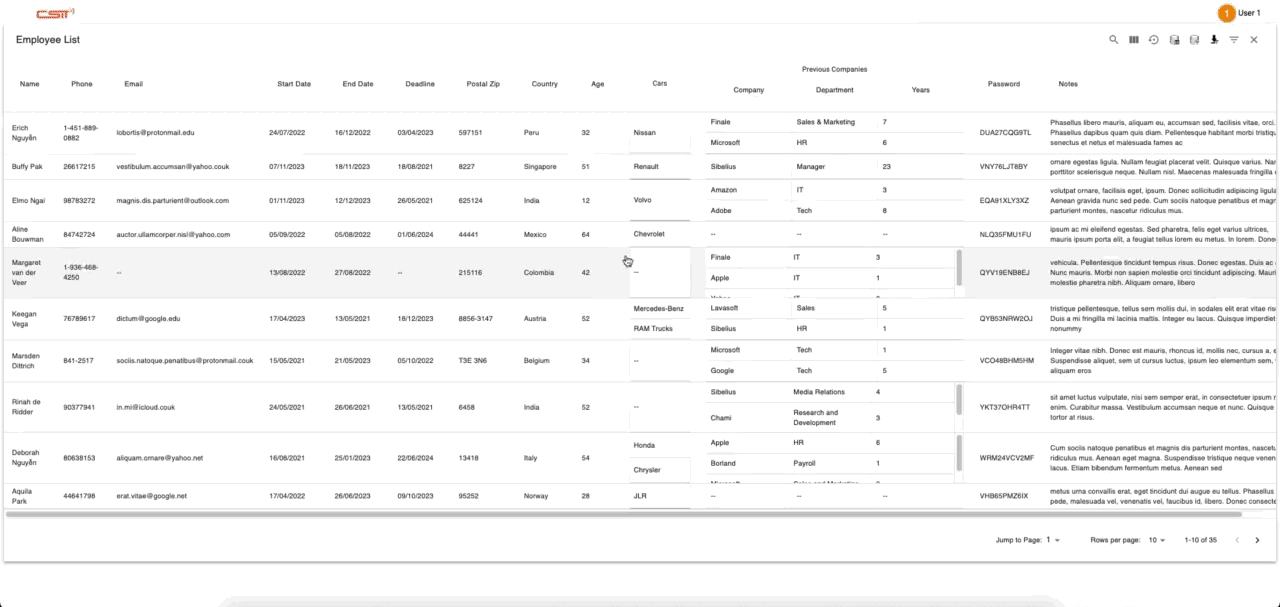 CSIT
1 User 1
Employee List
Previous Companies
Name Phone Email Start Date End Date Deadline Postal Zip Country Age Cars Company Department Years Password Notes
Erich Nguyễn 1-451-889-0882 lobortis@protonmail.edu 24/07/2022 16/12/2022 03/04/2023 597151 Peru 32 Nissan Finale Sales & Marketing 7 DUA27CQG9TL Phasellus libero mauris, aliquam eu, accumsan sed, facilisis vitae, orci.
Microsoft HR 6 Phasellus dapibus quam quis diam. Pellentesque habitant morbi tristiqu
senectus et netus et malesuada fames ac
Buffy Pak 26617215 vestibulum.accumsan@yahoo.couk 07/11/2023 18/11/2023 18/08/2021 8227 Singapore 51 Renault Sibelius Manager 23 VNY76LJT8BY ornare egestas ligula. Nullam feugiat placerat velit. Quisque varius. Nar
porttitor scelerisque neque. Nullam nisl. Maecenas malesuada fringilla
Elmo Ngai 98783272 magnis.dis.parturient@outlook.com 01/11/2023 12/12/2023 26/05/2021 625124 India 12 Volvo Amazon IT 3 EQA91XLY3XZ volutpat ornare, facilisis eget, ipsum. Donec sollicitudin adipiscing ligula
Adobe Tech 8 Aenean gravida nunc sed pede. Cum sociis natoque penatibus et magn
parturient montes, nascetur ridiculus mus.
Aline Bouwman 84742724 auctor.ullamcorper.nisl@yahoo.com 05/09/2022 05/08/2022 01/06/2024 44441 Mexico 64 Chevrolet -- -- -- NLQ35FMU1FU ipsum ac mi eleifend egestas. Sed pharetra, felis eget varius ultrices,
mauris ipsum porta elit, a feugiat tellus lorem eu metus. In lorem. Done
Margaret van der Veer 1-936-468-4250 -- 13/08/2022 27/08/2022 -- 215116 Colombia 42 -- Finale IT 3 QYV19ENB8EJ vehicula. Pellentesque tincidunt tempus risus. Donec egestas. Duis ac
Apple IT 1 Nunc mauris. Morbi non sapien molestie orci tincidunt adipiscing. Mauri
molestie pharetra nibh. Aliquam ornare, libero
Keegan Vega 76789617 dictum@google.edu 17/04/2023 13/05/2021 18/12/2023 8856-3147 Austria 52 Mercedes-Benz Lavasoft Sales 5 QYB53NRW2OJ tristique pellentesque, tellus sem mollis dui, in sodales elit erat vitae ris
RAM Trucks Sibelius HR 1 Duis a mi fringilla mi lacinia mattis. Integer eu lacus. Quisque imperdiet
nonummy
Marsden Dittrich 841-2517 sociis.natoque.penatibus@protonmail.couk 15/05/2021 21/05/2023 05/10/2022 T3E 3N6 Belgium 34 -- Microsoft Tech 1 VCO48BHM5HM Integer vitae nibh. Donec est mauris, rhoncus id, mollis nec, cursus a, e
Google Tech 5 Suspendisse aliquet, sem ut cursus luctus, ipsum leo elementum sem,
aliquam eros
Rinah de Ridder 90377941 in.mi@icloud.couk 24/05/2021 26/06/2021 13/05/2021 6458 India 52 -- Sibelius Media Relations 4 YKT37OHR4TT sit amet luctus vulputate, nisi sem semper erat, in consectetuer ipsum r
Chami Research and Development 3 enim. Curabitur massa. Vestibulum accumsan neque et nunc. Quisque
tortor at risus.
Deborah Nguyễn 80638153 aliquam.ornare@yahoo.net 16/08/2021 25/01/2023 22/06/2024 13418 Italy 54 Honda Apple HR 6 WRM24VCV2MF Cum sociis natoque penatibus et magnis dis parturient montes, nascetu
Chrysler Borland Payroll 1 ridiculus mus. Aenean eget magna. Suspendisse tristique neque venen
lacus. Etiam bibendum fermentum metus. Aenean sed
Aquila Park 44641798 erat.vitae@google.net 17/04/2022 26/06/2023 09/10/2023 95252 Norway 28 JLR -- -- -- VHB65PMZ6IX metus urna convallis erat, eget tincidunt dui augue eu tellus. Phasellus
pede, malesuada vel, venenatis vel, faucibus id, libero. Donec consecte
Jump to Page: 1 Rows per page: 10 1-10 of 35